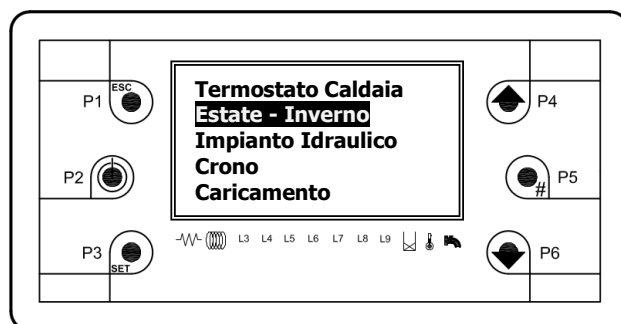 ESC
P1
P2
P3
SET
Termostato Caldaia
Estate - Inverno
Impianto Idraulico
Crono
Caricamento
L3 L4 L5 L6 L7 L8 L9
P4
P5
#
P6